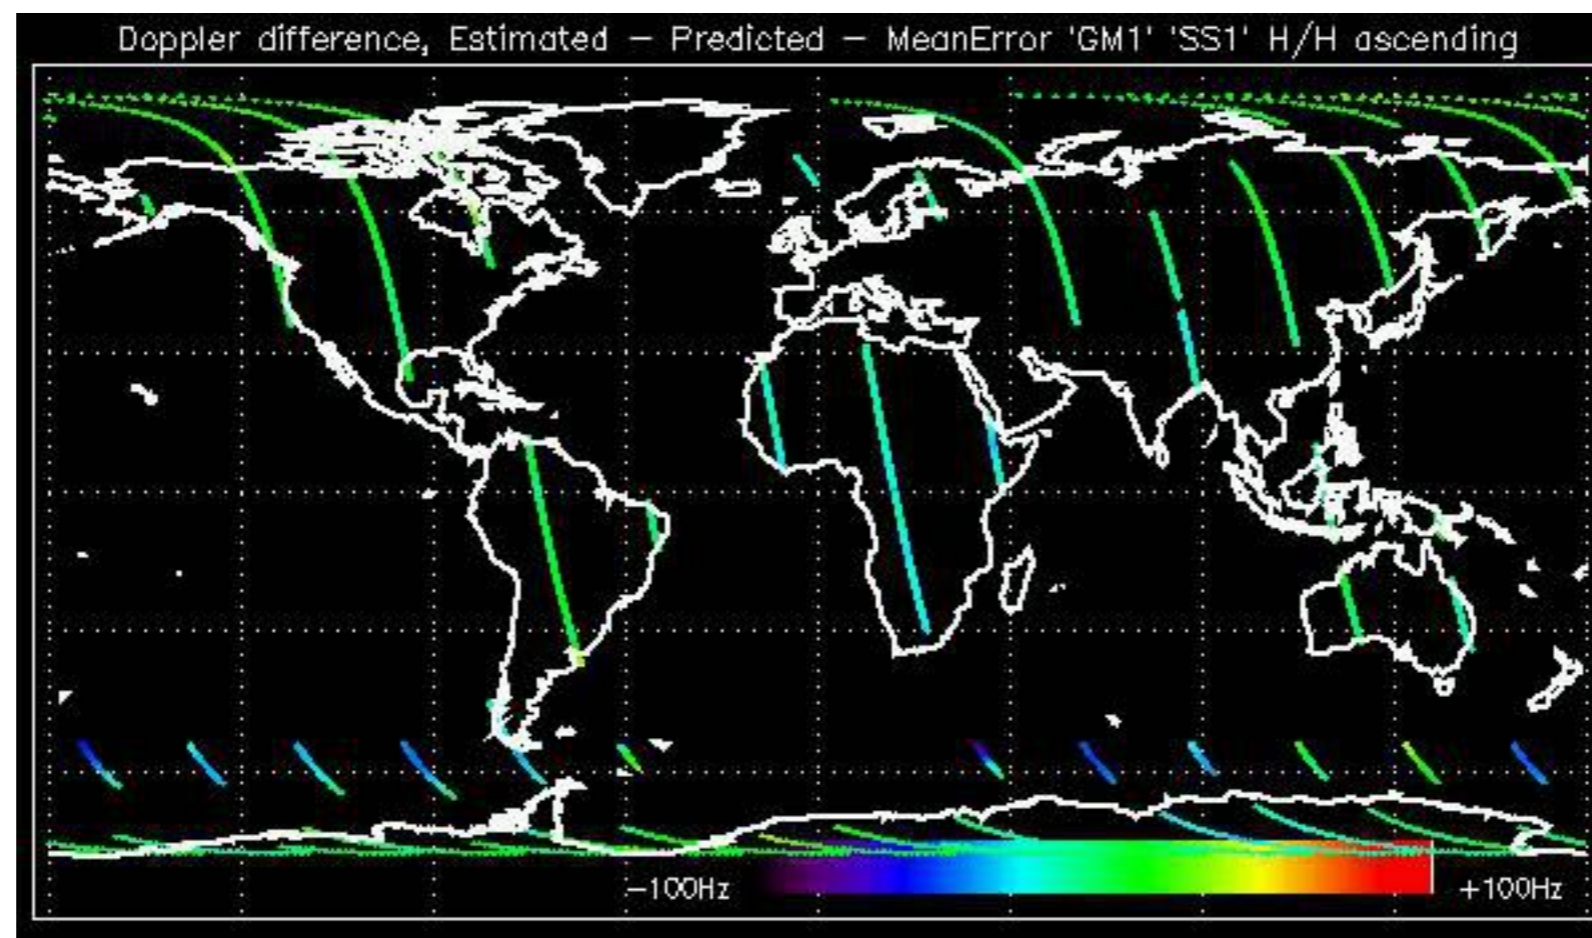 Doppler difference, Estimated − Predicted − MeanError 'GM1' 'SS1' H/H ascending
−100Hz
+100Hz